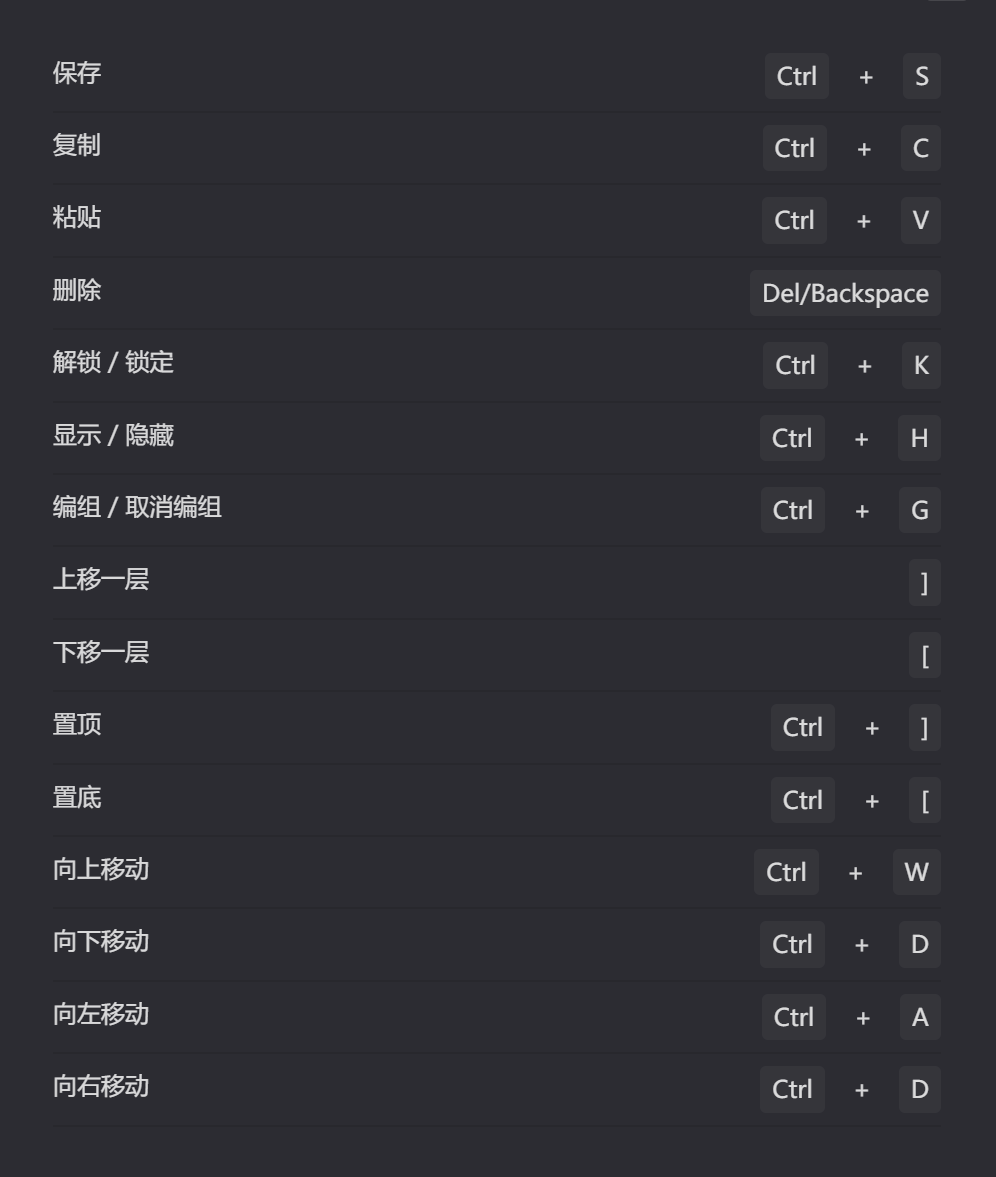 保存 Ctrl + S
复制 Ctrl + C
粘贴 Ctrl + V
删除 Del/Backspace
解锁 / 锁定 Ctrl + K
显示 / 隐藏 Ctrl + H
编组 / 取消编组 Ctrl + G
上移一层 ]
下移一层 [
置顶 Ctrl + ]
置底 Ctrl + [
向上移动 Ctrl + W
向下移动 Ctrl + D
向左移动 Ctrl + A
向右移动 Ctrl + D